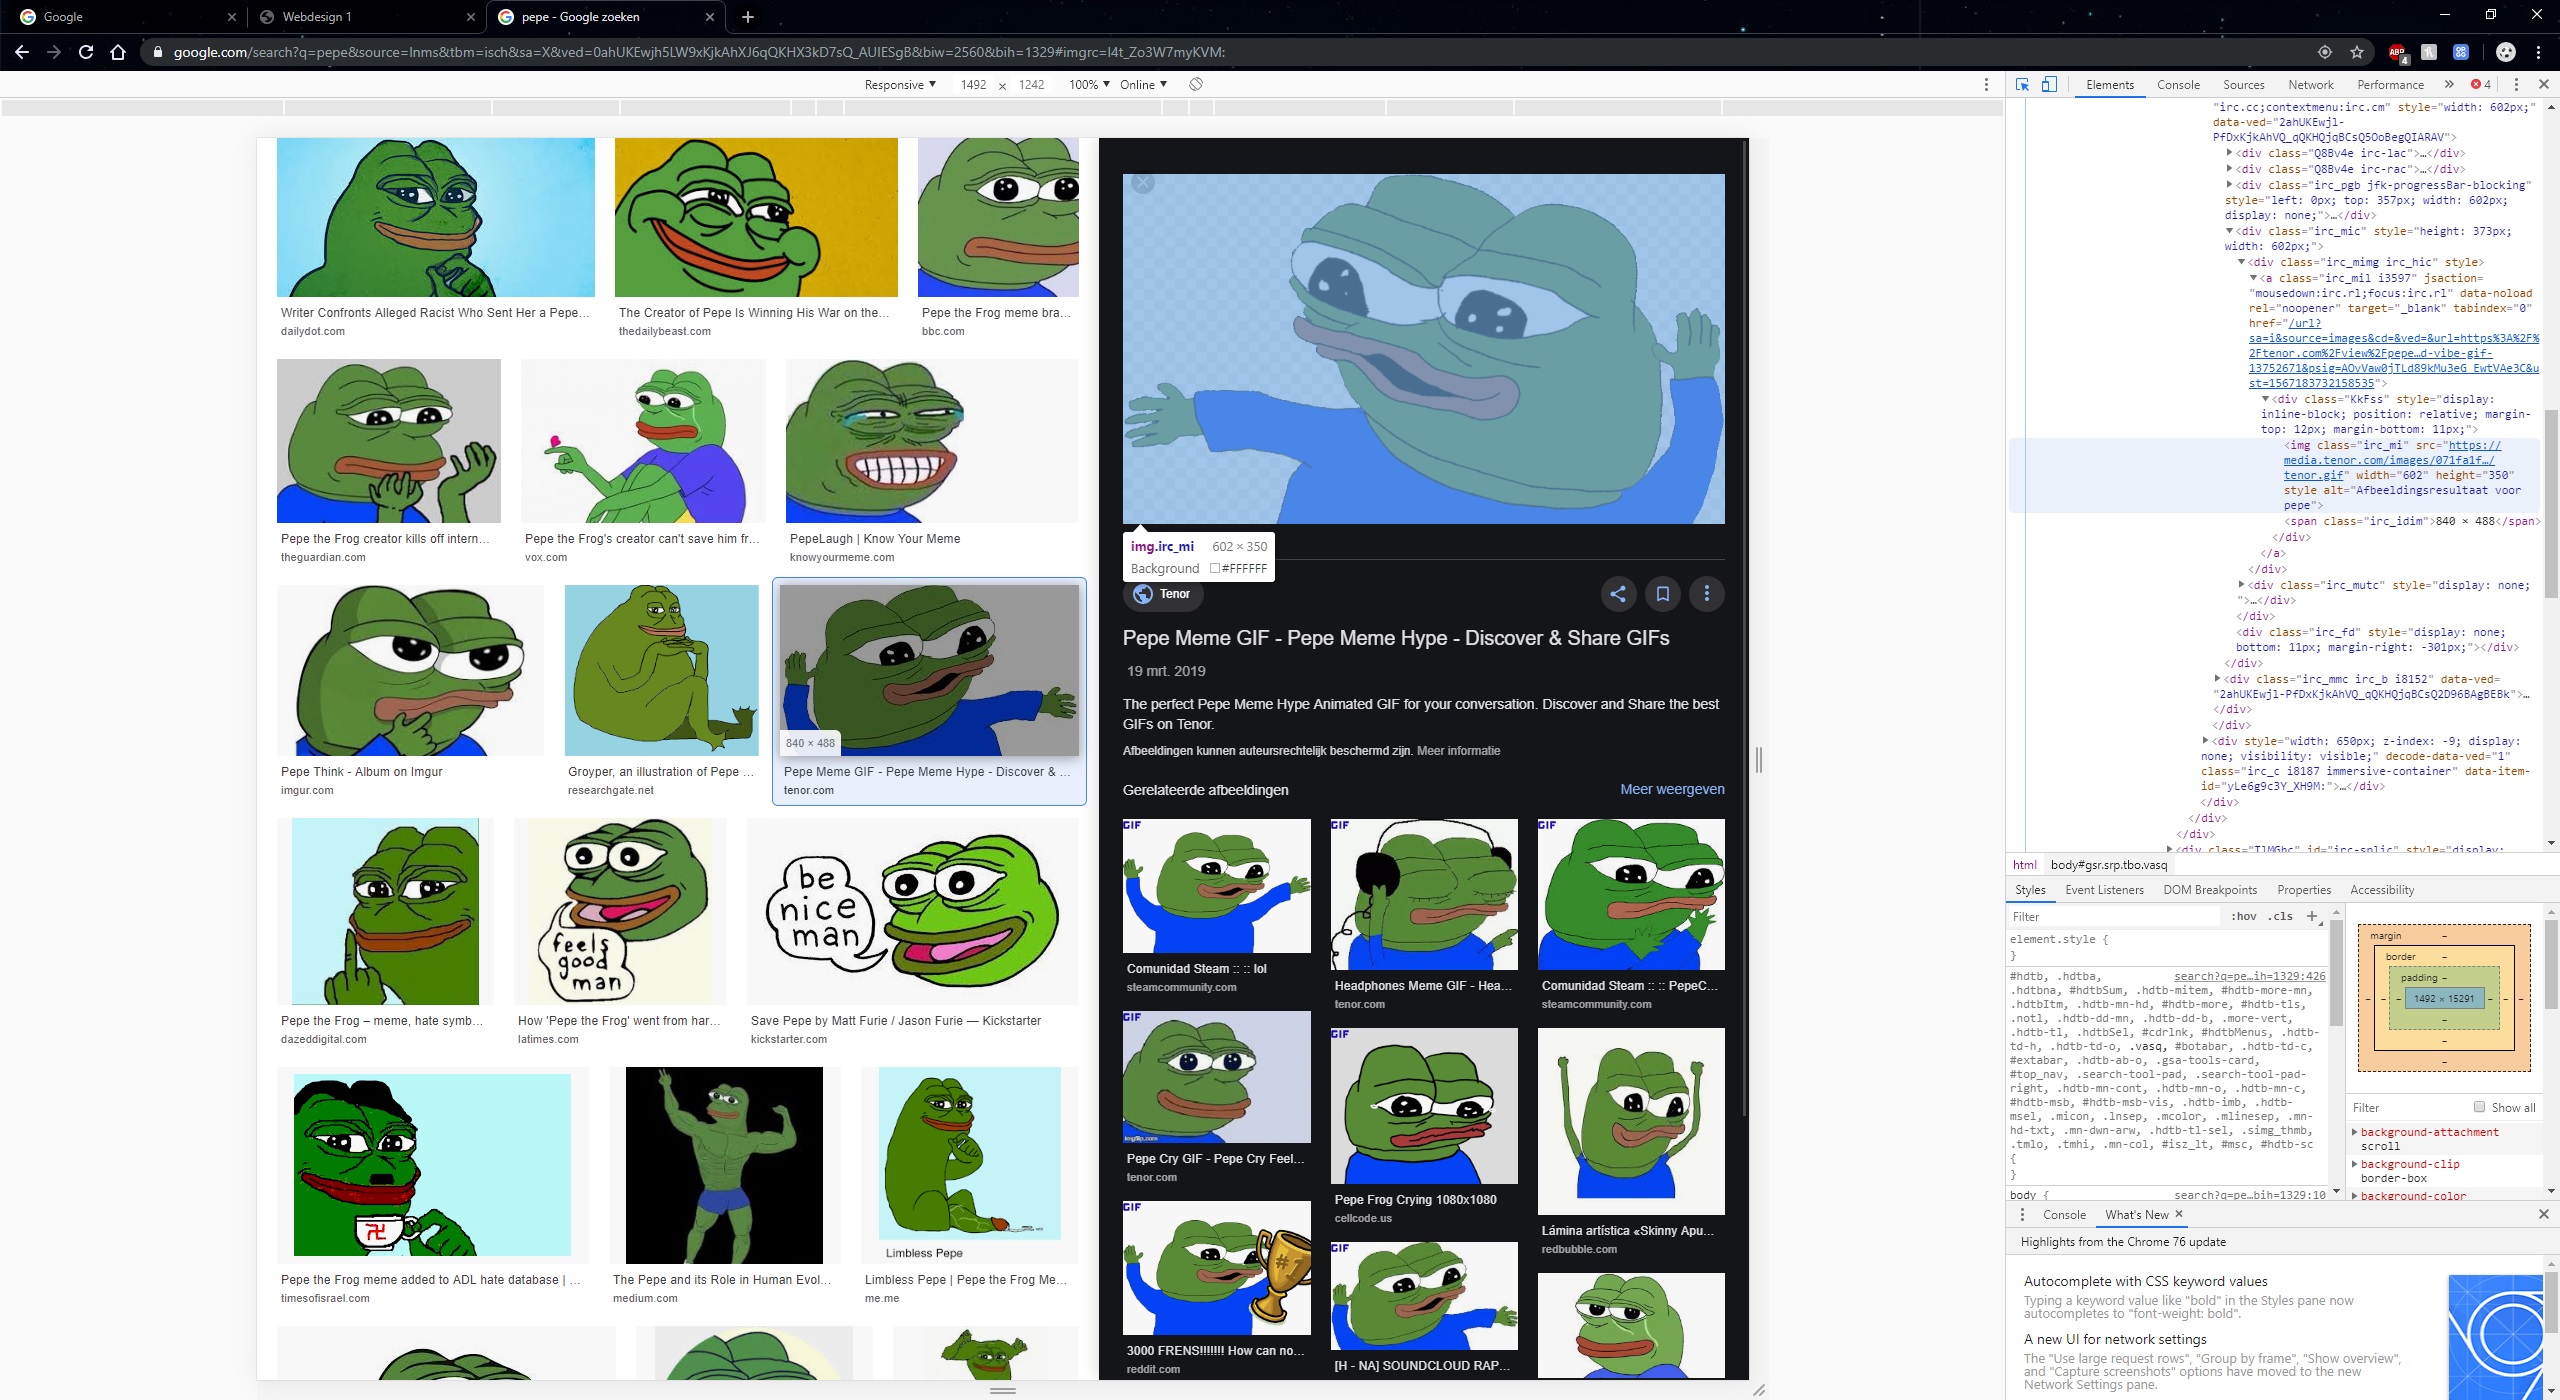 Google
Webdesign 1
pepe - Google zoeken
google.com/search?q=pepe&source=lnms&tbm=isch&sa=X&ved=0ahUKEwjh5LW9xKjkAhXJ6qQKHX3kD7sQ_AUIESgB&biw=2560&bih=1329#imgrc=I4t_Zo3W7myKVM:
Responsive ▼ 1492 x 1242 100% ▼ Online ▼
Writer Confronts Alleged Racist Who Sent Her a Pepe...
dailydot.com
The Creator of Pepe Is Winning His War on the...
thedailybeast.com
Pepe the Frog meme bra...
bbc.com
Pepe the Frog creator kills off intern...
theguardian.com
Pepe the Frog's creator can't save him fr...
vox.com
PepeLaugh | Know Your Meme
knowyourmeme.com
Pepe Think - Album on Imgur
imgur.com
Groyper, an illustration of Pepe ...
researchgate.net
840 × 488
Pepe Meme GIF - Pepe Meme Hype - Discover & ...
tenor.com
feels
good
man
be
nice
man
Pepe the Frog – meme, hate symb...
dazeddigital.com
How 'Pepe the Frog' went from har...
latimes.com
Save Pepe by Matt Furie / Jason Furie — Kickstarter
kickstarter.com
Limbless Pepe
Pepe the Frog meme added to ADL hate database | ...
timesofisrael.com
The Pepe and its Role in Human Evol...
medium.com
Limbless Pepe | Pepe the Frog Me...
me.me
img.irc_mi 602 × 350
Background #FFFFFF
Tenor
Pepe Meme GIF - Pepe Meme Hype - Discover & Share GIFs
19 mrt. 2019
The perfect Pepe Meme Hype Animated GIF for your conversation. Discover and Share the best
GIFs on Tenor.
Afbeeldingen kunnen auteursrechtelijk beschermd zijn. Meer informatie
Gerelateerde afbeeldingen
Meer weergeven
GIF
Comunidad Steam :: :: lol
steamcommunity.com
GIF
Headphones Meme GIF - Hea...
tenor.com
GIF
Comunidad Steam :: :: PepeC...
steamcommunity.com
GIF
imgflip.com
Pepe Cry GIF - Pepe Cry Feel...
tenor.com
Pepe Frog Crying 1080x1080
cellcode.us
Lámina artística «Skinny Apu...
redbubble.com
GIF
#1
3000 FRENS!!!!!!! How can no...
reddit.com
GIF
[H - NA] SOUNDCLOUD RAP...
Elements Console Sources Network Performance » 4
"irc.cc;contextmenu:irc.cm" style="width: 602px;"
data-ved="2ahUKEwjl-
PfDxKjkAhVQ_qQKHQjqBCsQ5OoBegQIARAV">
<div class="Q8Bv4e irc-lac">…</div>
<div class="Q8Bv4e irc-rac">…</div>
<div class="irc_pgb jfk-progressBar-blocking"
style="left: 0px; top: 357px; width: 602px;
display: none;">…</div>
<div class="irc_mic" style="height: 373px;
width: 602px;">
<div class="irc_mimg irc_hic" style>
<a class="irc_mil i3597" jsaction=
"mousedown:irc.rl;focus:irc.rl" data-noload
rel="noopener" target="_blank" tabindex="0"
href="/url?
sa=i&source=images&cd=&ved=&url=https%3A%2F%
2Ftenor.com%2Fview%2Fpepe…d-vibe-gif-
13752671&psig=AOvVaw0jTLd89kMu3eG_EwtVAe3C&u
st=1567183732158535">
<div class="KkFss" style="display:
inline-block; position: relative; margin-
top: 12px; margin-bottom: 11px;">
<img class="irc_mi" src="https://
media.tenor.com/images/071fa1f…/
tenor.gif" width="602" height="350"
style alt="Afbeeldingsresultaat voor
pepe">
<span class="irc_idim">840 × 488</span>
</div>
</a>
</div>
<div class="irc_mutc" style="display: none;
">…</div>
</div>
<div class="irc_fd" style="display: none;
bottom: 11px; margin-right: -301px;"></div>
</div>
<div class="irc_mmc irc_b i8152" data-ved=
"2ahUKEwjl-PfDxKjkAhVQ_qQKHQjqBCsQ2D96BAgBEBk">…
</div>
</div>
<div style="width: 650px; z-index: -9; display:
none; visibility: visible;" decode-data-ved="1"
class="irc_c i8187 immersive-container" data-item-
id="yLe6g9c3Y_XH9M:">…</div>
</div>
</div>
</div>
<div class="TlMGhc" id="irc-splic" style="display:
html body#gsr.srp.tbo.vasq
Styles Event Listeners DOM Breakpoints Properties Accessibility
Filter :hov .cls +
element.style {
}
#hdtb, .hdtba, search?q=pe…ih=1329:426
.hdtbna, #hdtbSum, .hdtb-mitem, #hdtb-more-mn,
.hdtbItm, .hdtb-mn-hd, #hdtb-more, #hdtb-tls,
.notl, .hdtb-dd-mn, .hdtb-dd-b, .more-vert,
.hdtb-tl, .hdtbSel, #cdrlnk, #hdtbMenus, .hdtb-
td-h, .hdtb-td-o, .vasq, #botabar, .hdtb-td-c,
#extabar, .hdtb-ab-o, .gsa-tools-card,
#top_nav, .search-tool-pad, .search-tool-pad-
right, .hdtb-mn-cont, .hdtb-mn-o, .hdtb-mn-c,
#hdtb-msb, #hdtb-msb-vis, .hdtb-imb, .hdtb-
msel, .micon, .lnsep, .mcolor, .mlinesep, .mn-
hd-txt, .mn-dwn-arw, .hdtb-tl-sel, .simg_thmb,
.tmlo, .tmhi, .mn-col, #isz_lt, #msc, #hdtb-sc
{
}
body { search?q=pe…bih=1329:10
margin –
border –
padding –
1492 × 15291
Filter Show all
background-attachment
scroll
background-clip
border-box
background-color
Console What's New ×
Highlights from the Chrome 76 update
Autocomplete with CSS keyword values
Typing a keyword value like "bold" in the Styles pane now
autocompletes to "font-weight: bold".
A new UI for network settings
The "Use large request rows", "Group by frame", "Show overview",
and "Capture screenshots" options have moved to the new
Network Settings pane.